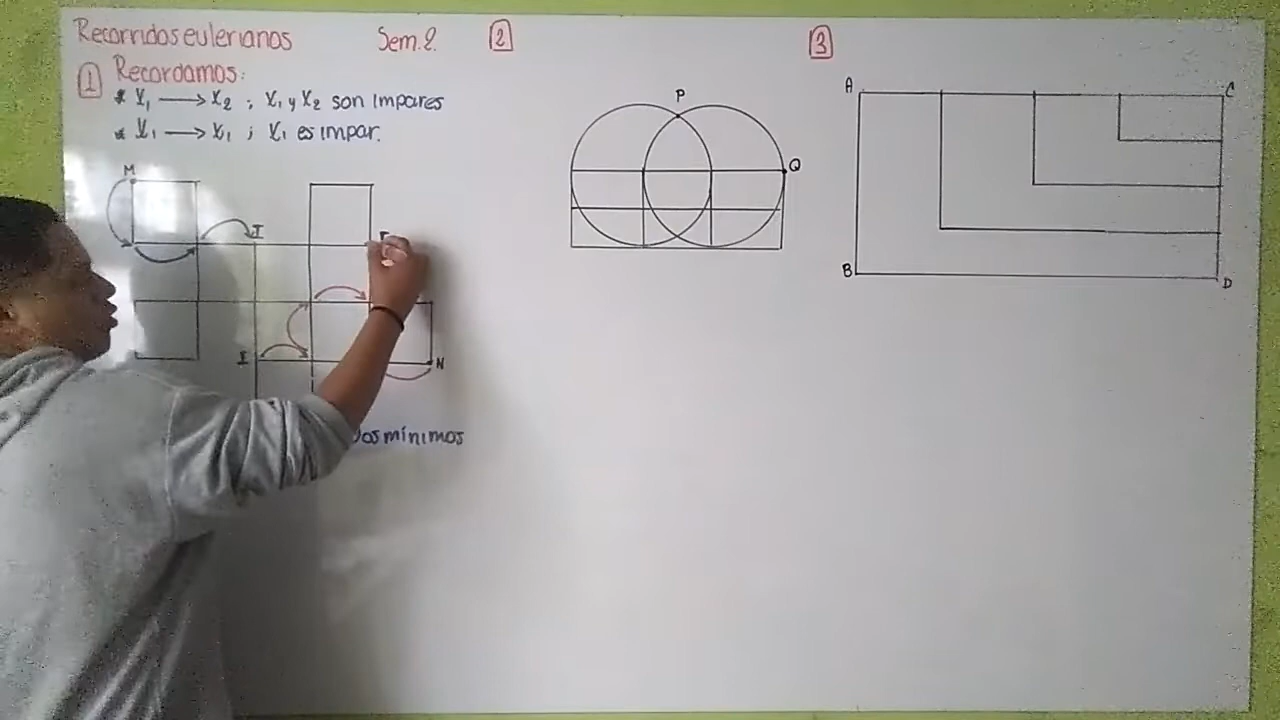 Recorridos eulerianos Sem. 2.
1 Recordamos:
* X₁ → X₂ ; X₁ y X₂ son impares
* X₁ → X₁ ; X₁ es impar.
M
I
I
N
mínimos
2
P
Q
3
A
C
B
D